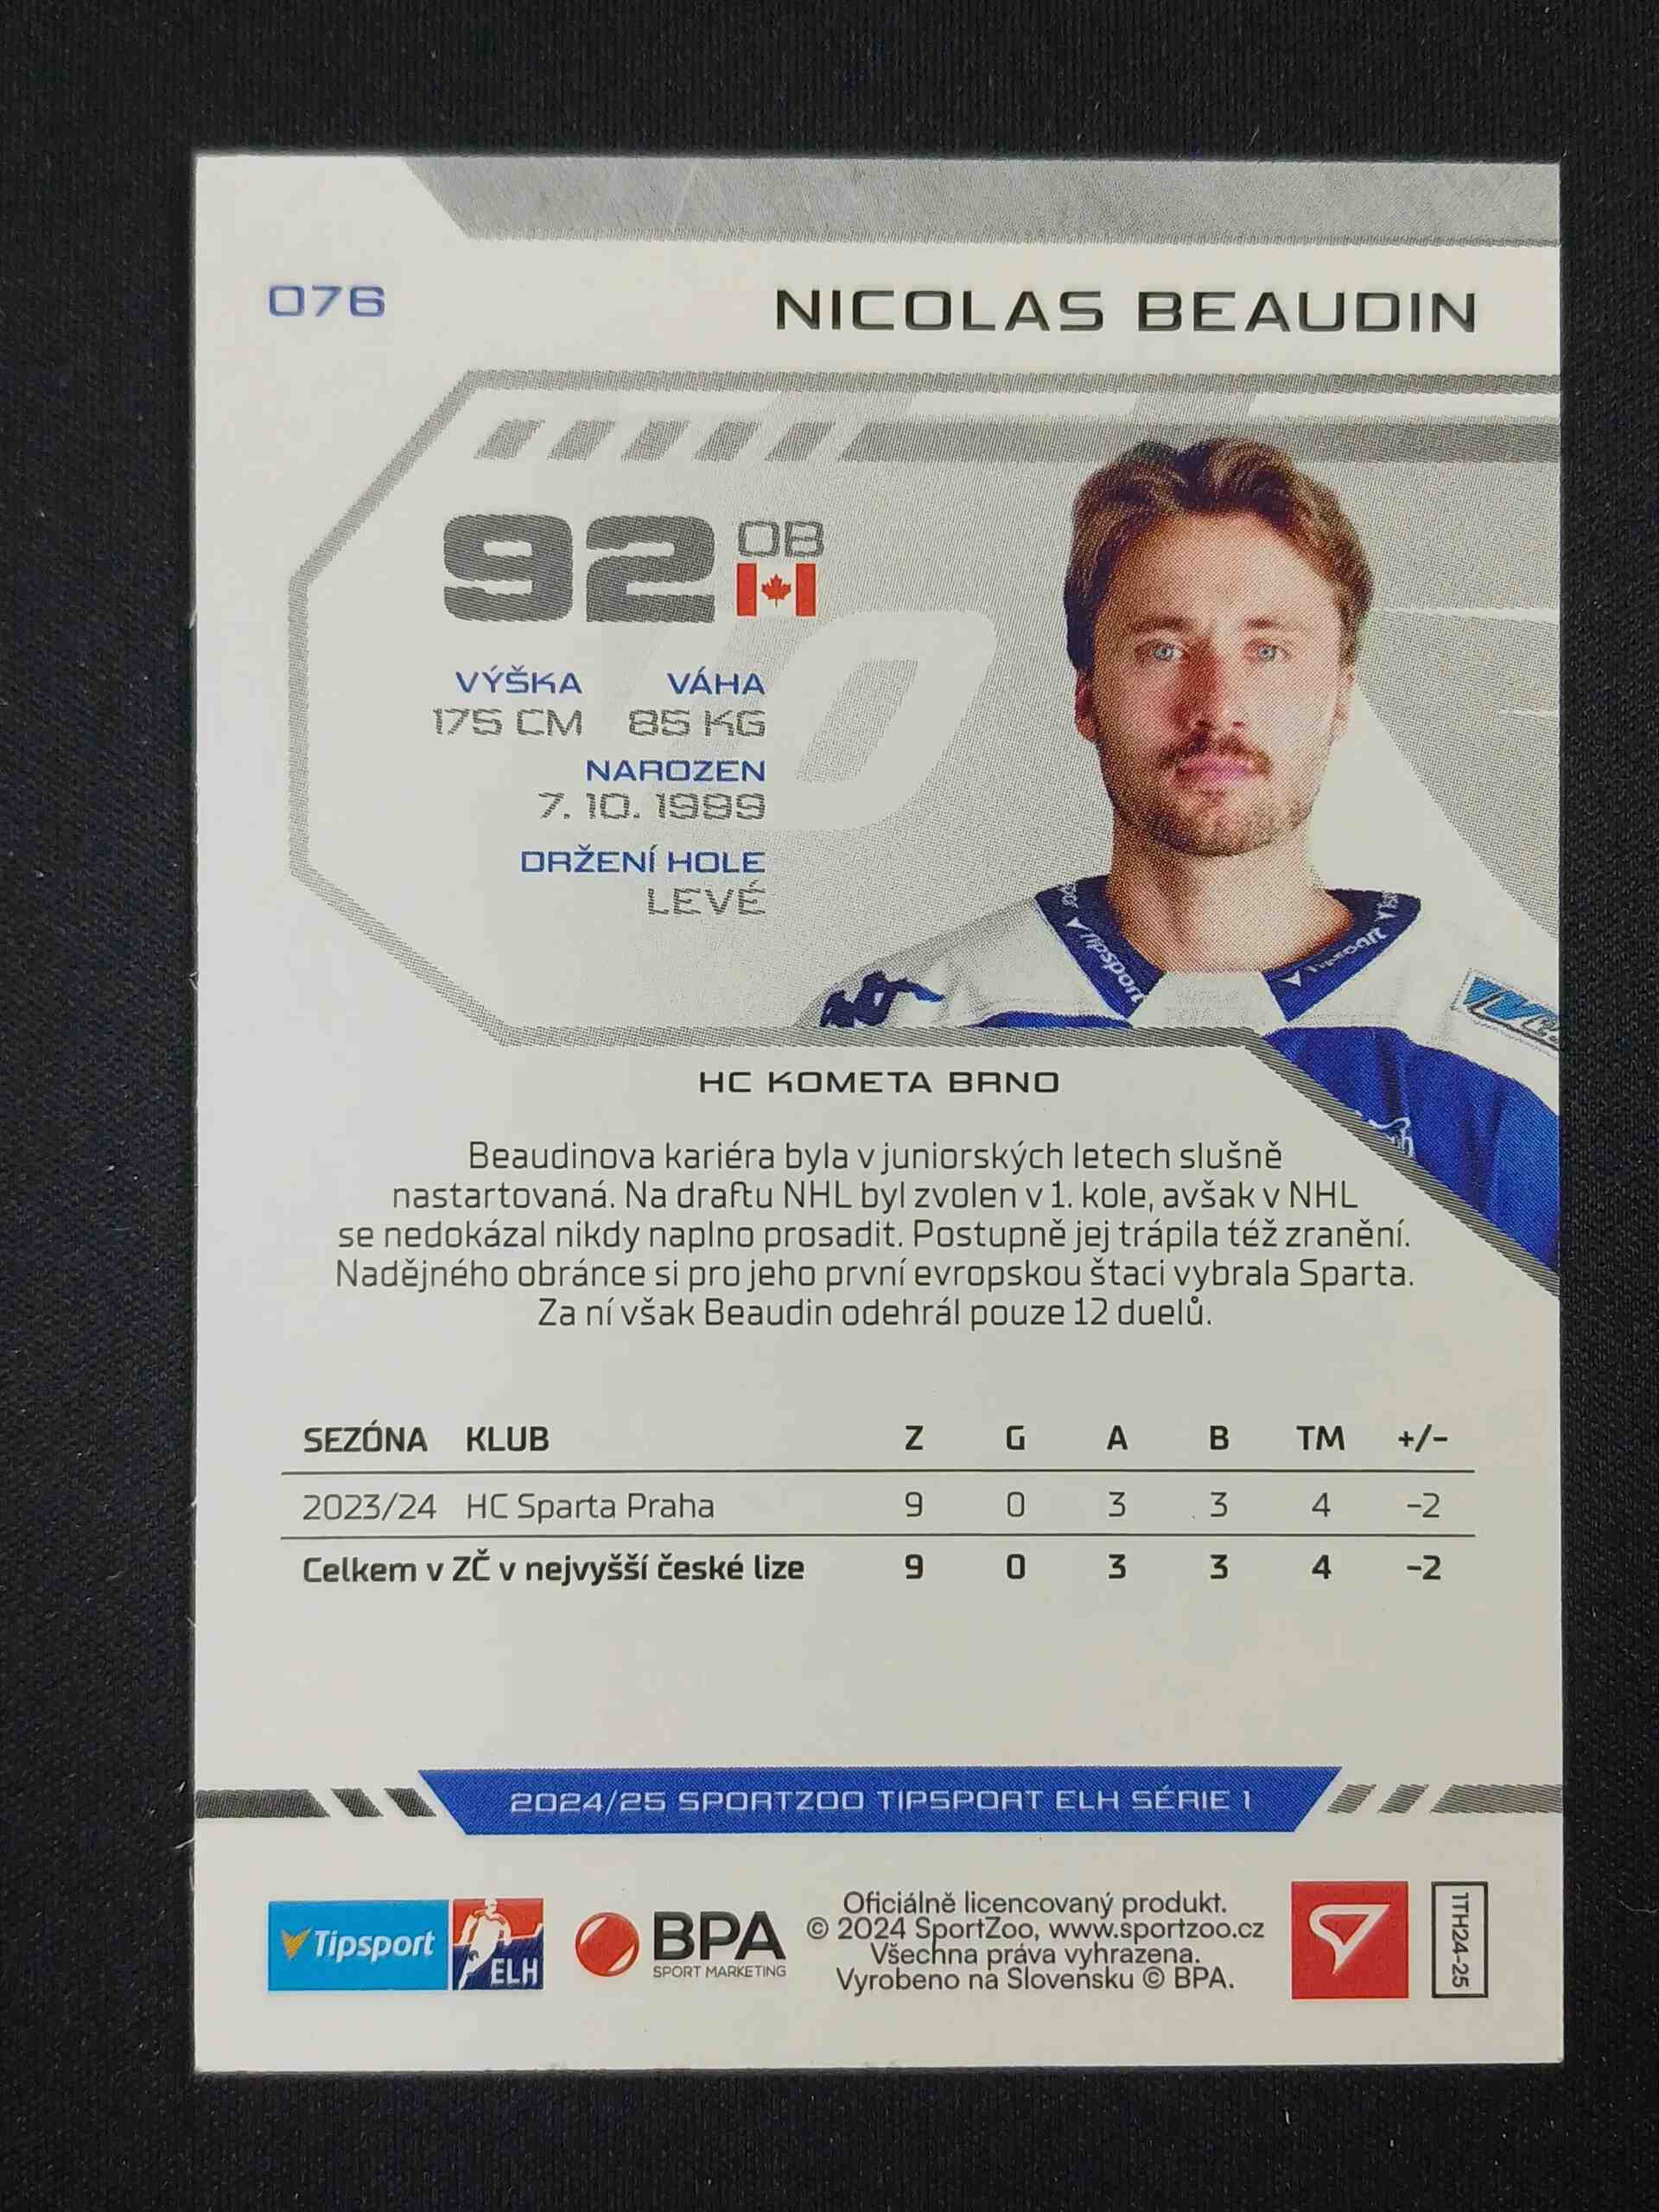 076
NICOLAS BEAUDIN
92 OB
VÝŠKA VÁHA
175 CM 85 KG
NAROZEN
7. 10. 1999
DRŽENÍ HOLE
LEVÉ
Tipsport
HC KOMETA BRNO
Beaudinova kariéra byla v juniorských letech slušně
nastartovaná. Na draftu NHL byl zvolen v 1. kole, avšak v NHL
se nedokázal nikdy naplno prosadit. Postupně jej trápila též zranění.
Nadějného obránce si pro jeho první evropskou štaci vybrala Sparta.
Za ní však Beaudin odehrál pouze 12 duelů.
SEZÓNA KLUB Z G A B TM +/-
2023/24 HC Sparta Praha 9 0 3 3 4 -2
Celkem v ZČ v nejvyšší české lize 9 0 3 3 4 -2
2024/25 SPORTZOO TIPSPORT ELH SÉRIE 1
Tipsport ELH
BPA
SPORT MARKETING
Oficiálně licencovaný produkt.
© 2024 SportZoo, www.sportzoo.cz
Všechna práva vyhrazena.
Vyrobeno na Slovensku © BPA.
1TH24-25